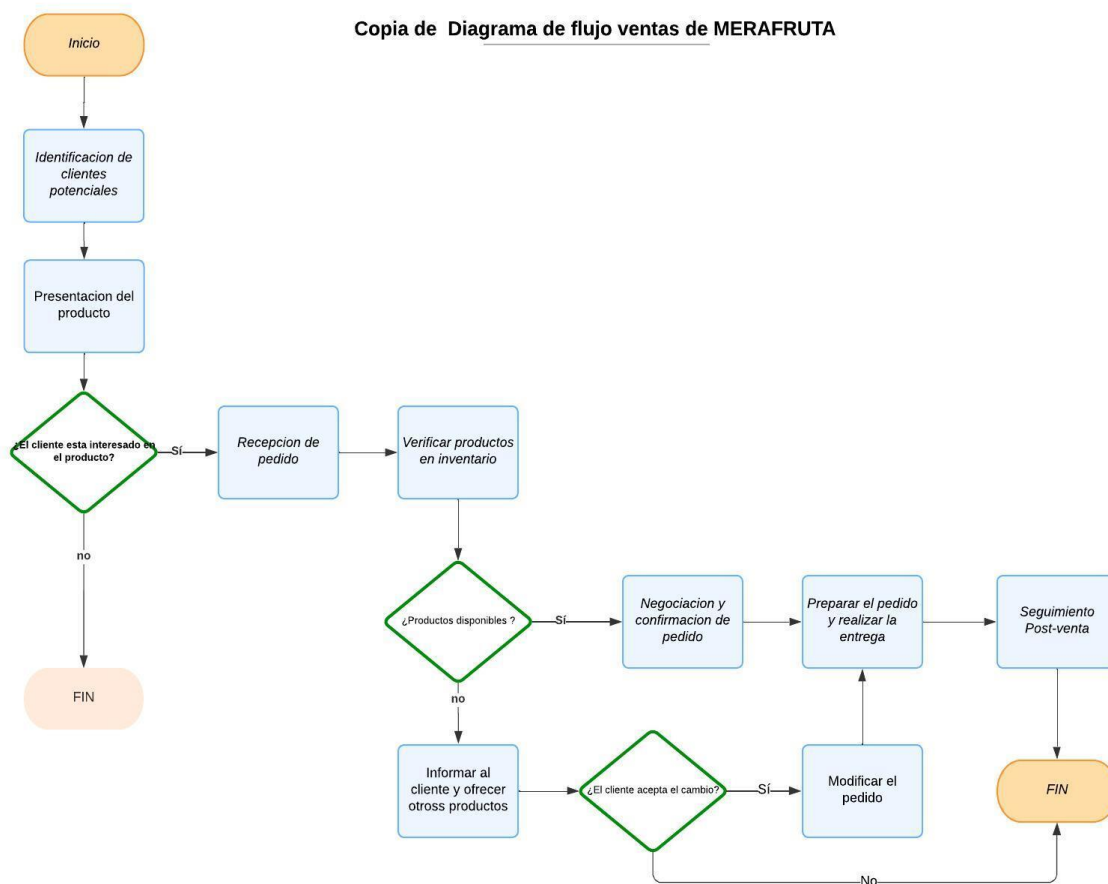 Copia de  Diagrama de flujo ventas de MERAFRUTA
Inicio
Identificacion de
clientes
potenciales
Presentacion del
producto
¿El cliente esta interesado en
el producto?
Sí
no
FIN
Recepcion de
pedido
Verificar productos
en inventario
¿Productos disponibles ?
Sí
no
Negociacion y
confirmacion de
pedido
Preparar el pedido
y realizar la
entrega
Seguimiento
Post-venta
Informar al
cliente y ofrecer
otross productos
¿El cliente acepta el cambio?
Sí
Modificar el
pedido
FIN
No